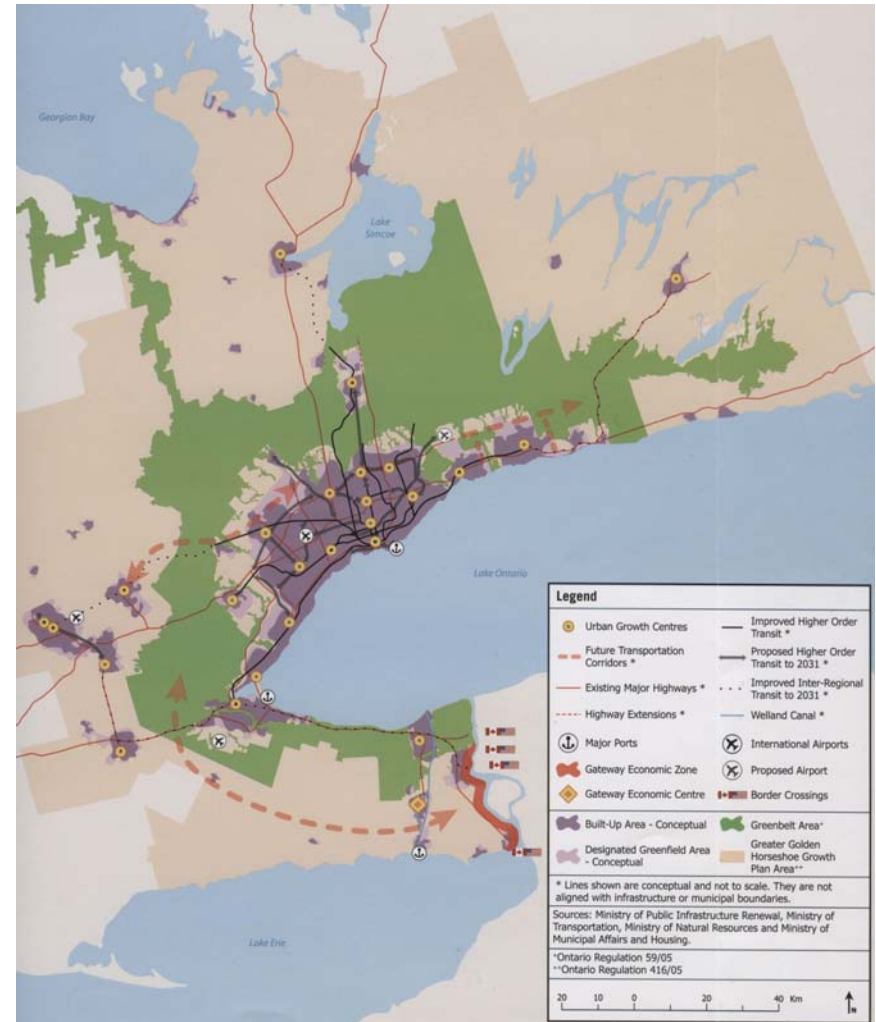 Georgian Bay
Lake
Simcoe
Lake Ontario
Lake Erie
Legend
Urban Growth Centres
Future Transportation
Corridors *
Existing Major Highways *
Highway Extensions *
Major Ports
Gateway Economic Zone
Gateway Economic Centre
Improved Higher Order
Transit *
Proposed Higher Order
Transit to 2031 *
Improved Inter-Regional
Transit to 2031 *
Welland Canal *
International Airports
Proposed Airport
Border Crossings
Built-Up Area - Conceptual
Designated Greenfield Area
- Conceptual
Greenbelt Area+
Greater Golden
Horseshoe Growth
Plan Area++
* Lines shown are conceptual and not to scale. They are not
aligned with infrastructure or municipal boundaries.
Sources: Ministry of Public Infrastructure Renewal, Ministry of
Transportation, Ministry of Natural Resources and Ministry of
Municipal Affairs and Housing.
+Ontario Regulation 59/05
++Ontario Regulation 416/05
20 10 0 20 40 Km
N